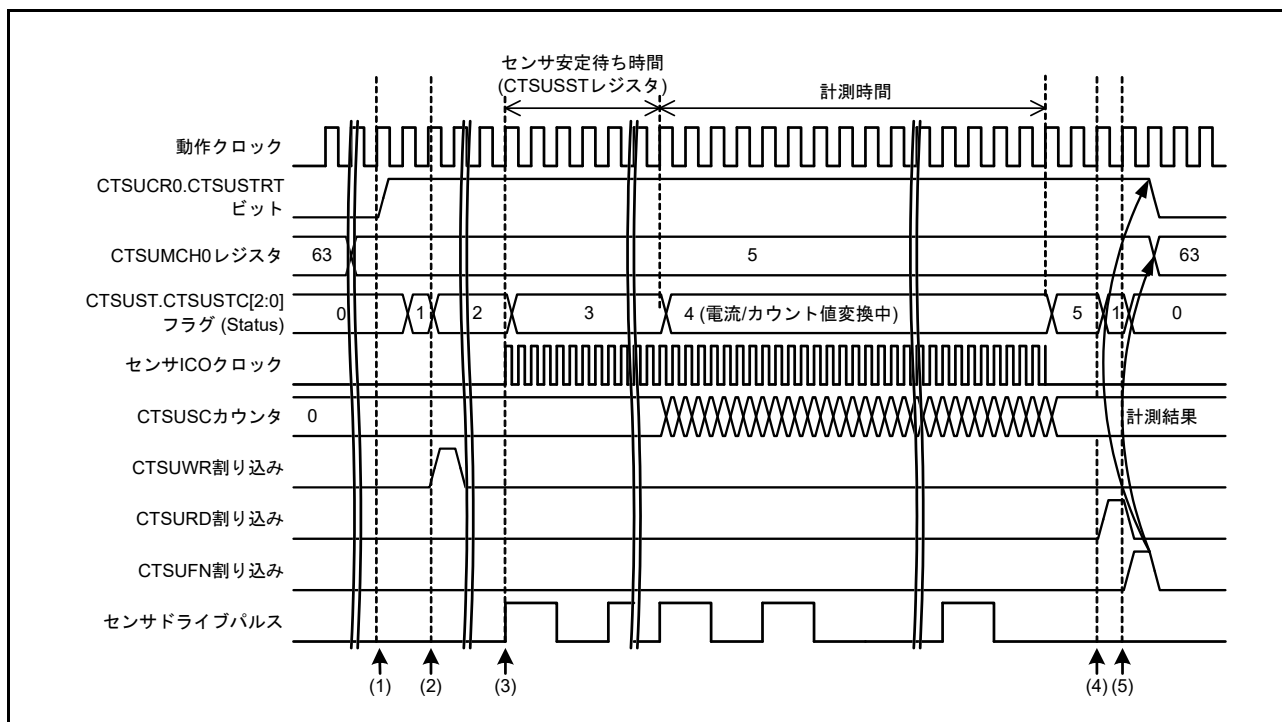 センサ安定待ち時間
(CTSUSSTレジスタ)
計測時間
動作クロック
CTSUCR0.CTSUSTRT
ビット
CTSUMCH0レジスタ
63
5
63
CTSUST.CTSUSTC[2:0]
フラグ (Status)
0
1
2
3
4 (電流/カウント値変換中)
5
1
0
センサICOクロック
CTSUSCカウンタ
0
計測結果
CTSUWR割り込み
CTSURD割り込み
CTSUFN割り込み
センサドライブパルス
(1)
(2)
(3)
(4)
(5)